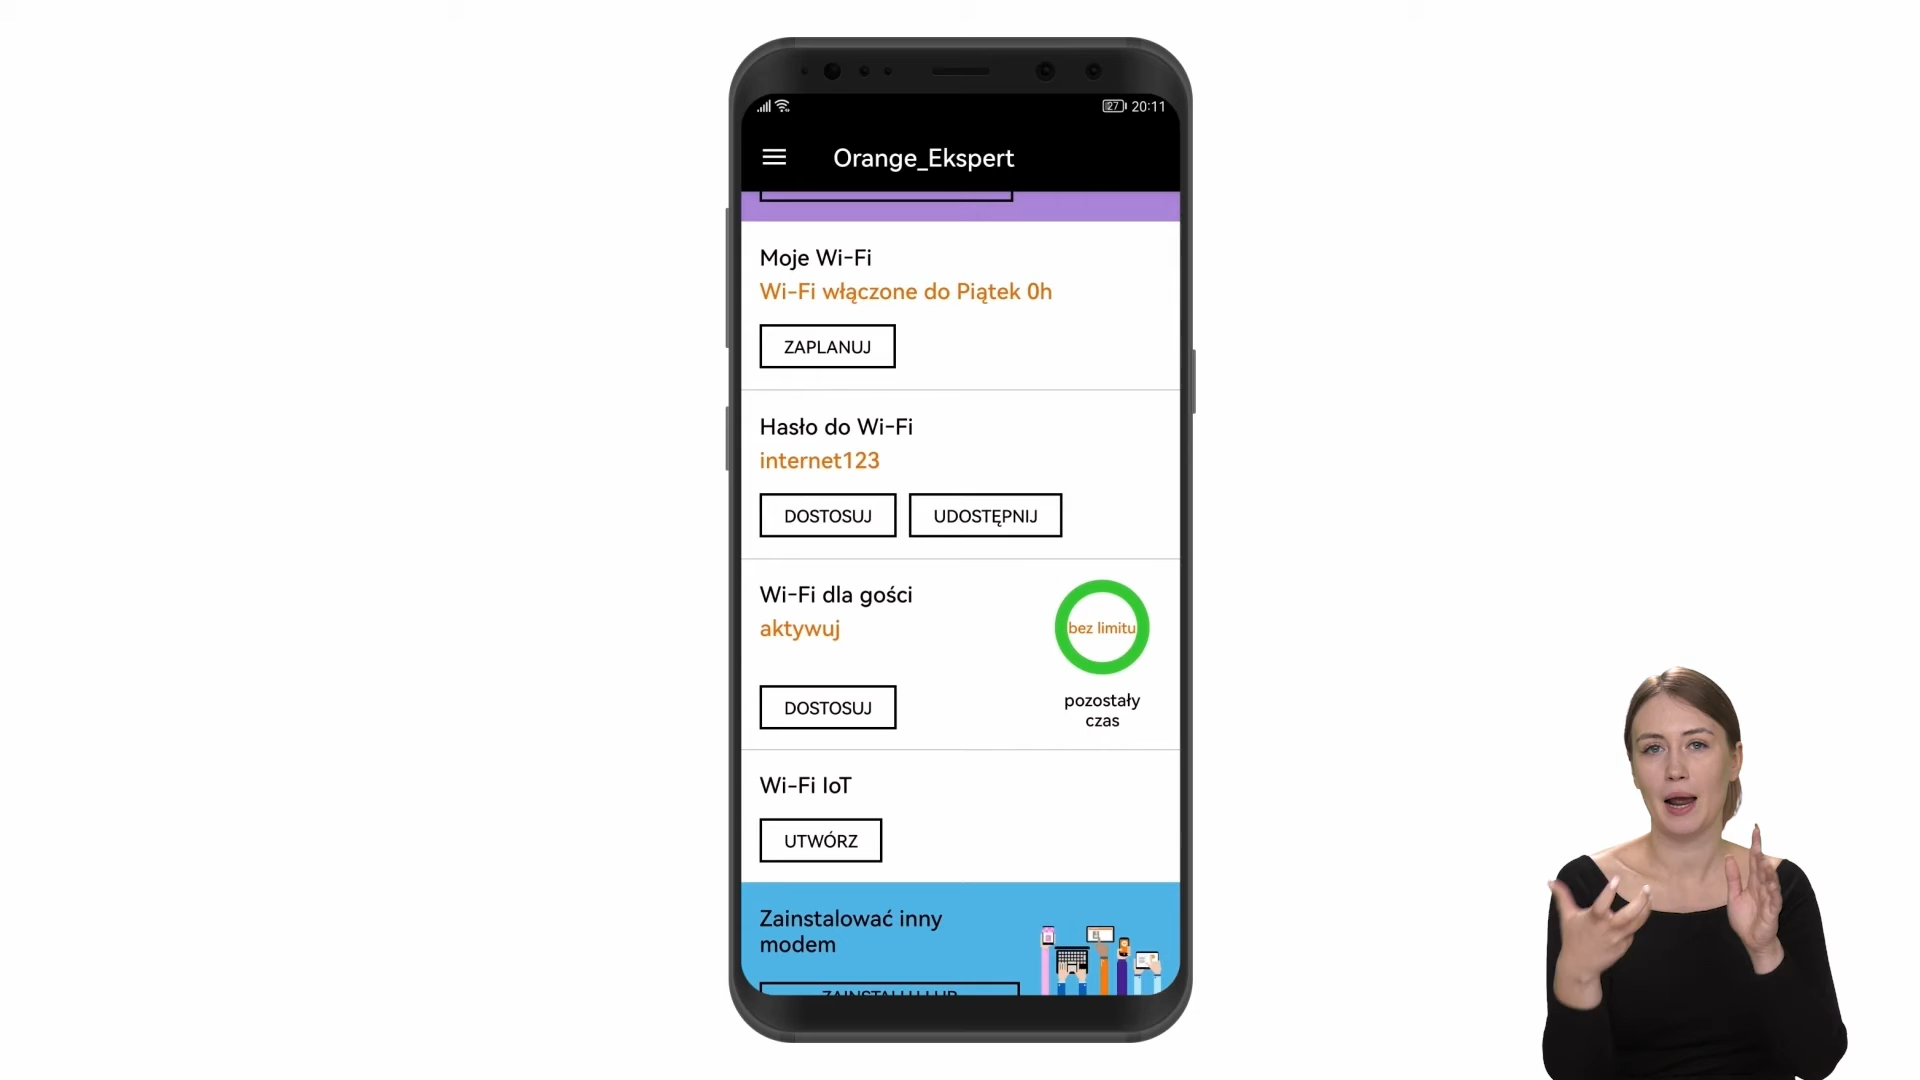 27 20:11
Orange_Ekspert
Moje Wi-Fi
Wi-Fi włączone do Piątek 0h
ZAPLANUJ
Hasło do Wi-Fi
internet123
DOSTOSUJ UDOSTĘPNIJ
Wi-Fi dla gości
aktywuj
bez limitu
DOSTOSUJ
pozostały
czas
Wi-Fi IoT
UTWÓRZ
Zainstalować inny
modem